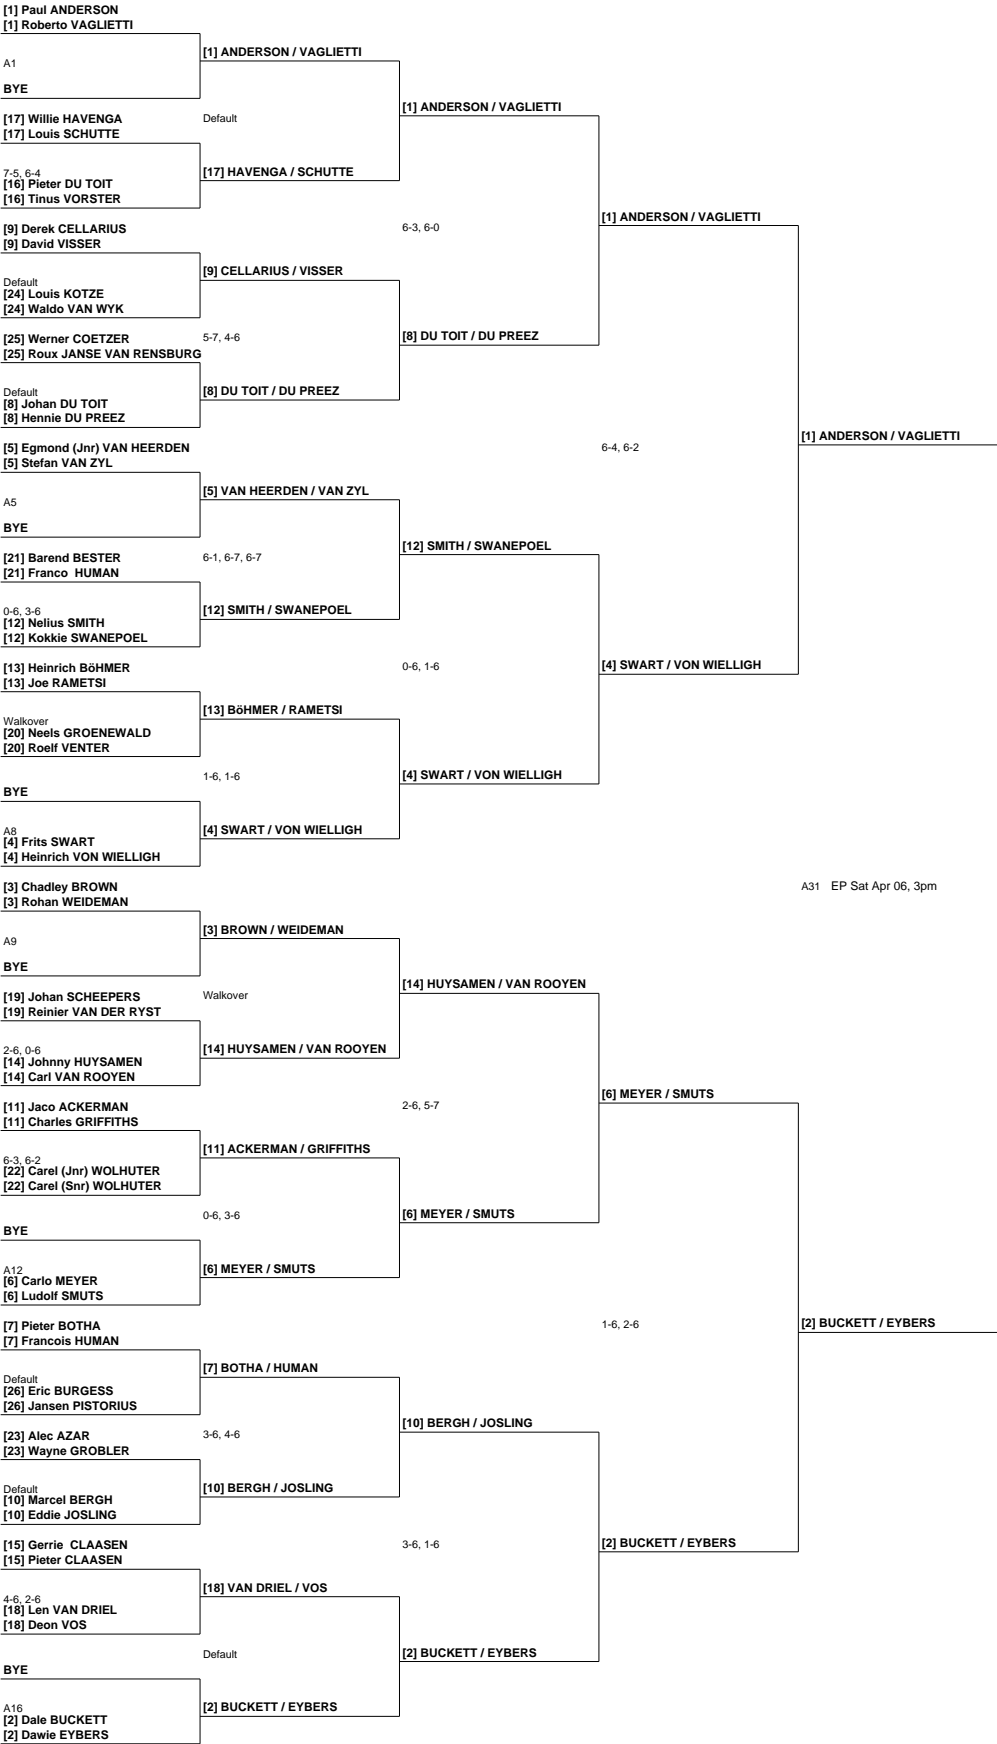 [1] Paul ANDERSON
[1] Roberto VAGLIETTI
[1] ANDERSON / VAGLIETTI
A1
BYE
[1] ANDERSON / VAGLIETTI
[17] Willie HAVENGA
Default
[17] Louis SCHUTTE
7-5, 6-4
[17] HAVENGA / SCHUTTE
[16] Pieter DU TOIT
[16] Tinus VORSTER
[1] ANDERSON / VAGLIETTI
[9] Derek CELLARIUS
6-3, 6-0
[9] David VISSER
[9] CELLARIUS / VISSER
Default
[24] Louis KOTZE
[24] Waldo VAN WYK
[25] Werner COETZER
5-7, 4-6
[8] DU TOIT / DU PREEZ
[25] Roux JANSE VAN RENSBURG
Default
[8] DU TOIT / DU PREEZ
[8] Johan DU TOIT
[8] Hennie DU PREEZ
[1] ANDERSON / VAGLIETTI
[5] Egmond (Jnr) VAN HEERDEN
6-4, 6-2
[5] Stefan VAN ZYL
[5] VAN HEERDEN / VAN ZYL
A5
BYE
[12] SMITH / SWANEPOEL
[21] Barend BESTER
6-1, 6-7, 6-7
[21] Franco HUMAN
0-6, 3-6
[12] SMITH / SWANEPOEL
[12] Nelius SMITH
[12] Kokkie SWANEPOEL
[13] Heinrich BöHMER
0-6, 1-6
[4] SWART / VON WIELLIGH
[13] Joe RAMETSI
[13] BöHMER / RAMETSI
Walkover
[20] Neels GROENEWALD
[20] Roelf VENTER
1-6, 1-6
[4] SWART / VON WIELLIGH
BYE
A8
[4] SWART / VON WIELLIGH
[4] Frits SWART
[4] Heinrich VON WIELLIGH
[3] Chadley BROWN
A31 EP Sat Apr 06, 3pm
[3] Rohan WEIDEMAN
[3] BROWN / WEIDEMAN
A9
BYE
[14] HUYSAMEN / VAN ROOYEN
[19] Johan SCHEEPERS
Walkover
[19] Reinier VAN DER RYST
2-6, 0-6
[14] HUYSAMEN / VAN ROOYEN
[14] Johnny HUYSAMEN
[14] Carl VAN ROOYEN
[6] MEYER / SMUTS
[11] Jaco ACKERMAN
2-6, 5-7
[11] Charles GRIFFITHS
[11] ACKERMAN / GRIFFITHS
6-3, 6-2
[22] Carel (Jnr) WOLHUTER
[22] Carel (Snr) WOLHUTER
0-6, 3-6
[6] MEYER / SMUTS
BYE
A12
[6] MEYER / SMUTS
[6] Carlo MEYER
[6] Ludolf SMUTS
[7] Pieter BOTHA
1-6, 2-6
[2] BUCKETT / EYBERS
[7] Francois HUMAN
[7] BOTHA / HUMAN
Default
[26] Eric BURGESS
[26] Jansen PISTORIUS
[10] BERGH / JOSLING
[23] Alec AZAR
3-6, 4-6
[23] Wayne GROBLER
Default
[10] BERGH / JOSLING
[10] Marcel BERGH
[10] Eddie JOSLING
[15] Gerrie CLAASEN
3-6, 1-6
[2] BUCKETT / EYBERS
[15] Pieter CLAASEN
[18] VAN DRIEL / VOS
4-6, 2-6
[18] Len VAN DRIEL
[18] Deon VOS
Default
[2] BUCKETT / EYBERS
BYE
A16
[2] BUCKETT / EYBERS
[2] Dale BUCKETT
[2] Dawie EYBERS